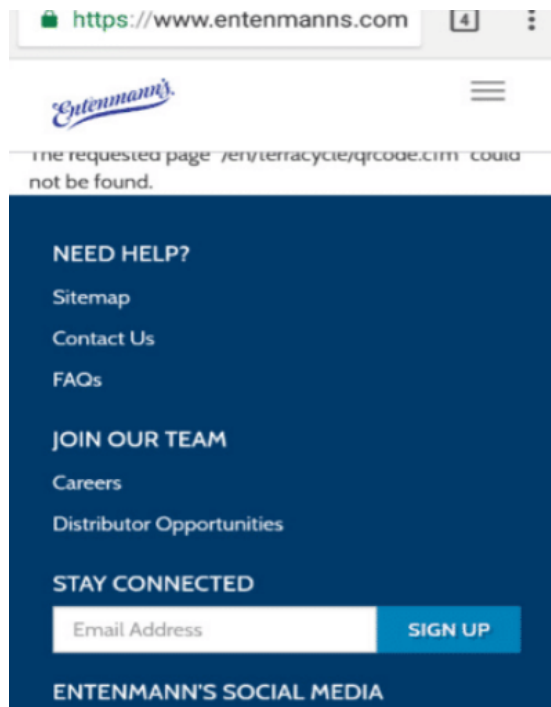 https://www.entenmanns.com 4
Entenmann's.
The requested page "/en/terracycle/qrcode.cfm" could
not be found.
NEED HELP?
Sitemap
Contact Us
FAQs
JOIN OUR TEAM
Careers
Distributor Opportunities
STAY CONNECTED
Email Address SIGN UP
ENTENMANN'S SOCIAL MEDIA